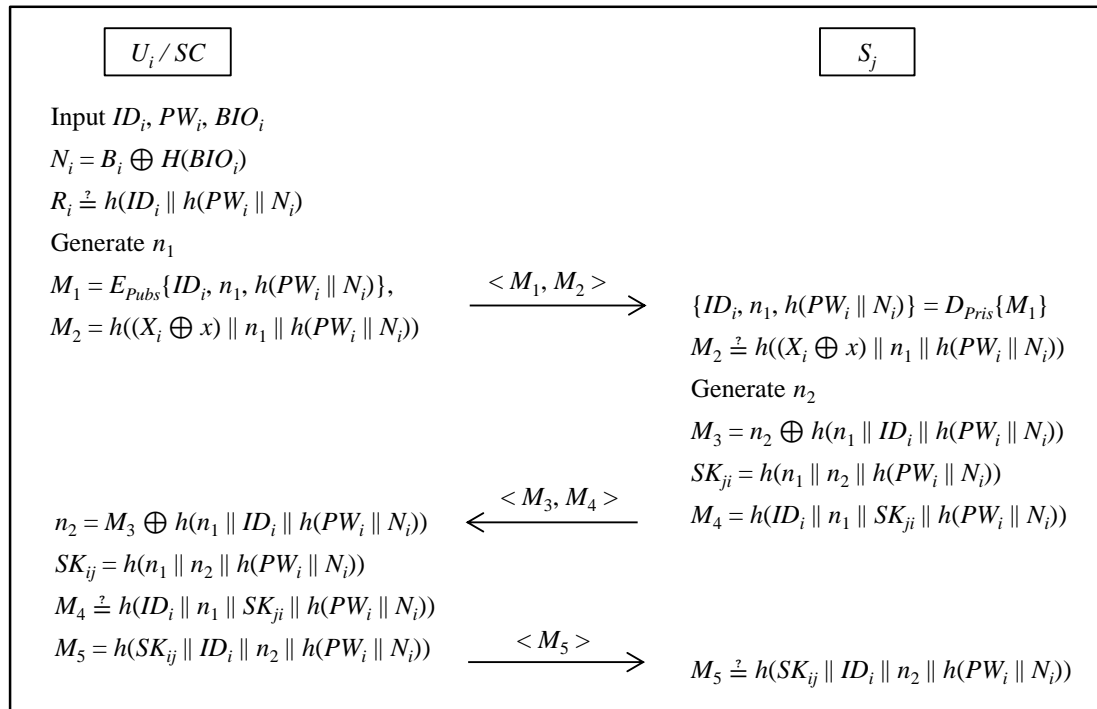 U_i / SC
S_j
Input ID_i, PW_i, BIO_i
N_i = B_i ⊕ H(BIO_i)
R_i ≟ h(ID_i || h(PW_i || N_i)
Generate n_1
M_1 = E_Pubs{ID_i, n_1, h(PW_i || N_i)},
M_2 = h((X_i ⊕ x) || n_1 || h(PW_i || N_i))
< M_1, M_2 >
{ID_i, n_1, h(PW_i || N_i)} = D_Pris{M_1}
M_2 ≟ h((X_i ⊕ x) || n_1 || h(PW_i || N_i))
Generate n_2
M_3 = n_2 ⊕ h(n_1 || ID_i || h(PW_i || N_i))
SK_ji = h(n_1 || n_2 || h(PW_i || N_i))
M_4 = h(ID_i || n_1 || SK_ji || h(PW_i || N_i))
< M_3, M_4 >
n_2 = M_3 ⊕ h(n_1 || ID_i || h(PW_i || N_i))
SK_ij = h(n_1 || n_2 || h(PW_i || N_i))
M_4 ≟ h(ID_i || n_1 || SK_ji || h(PW_i || N_i))
M_5 = h(SK_ij || ID_i || n_2 || h(PW_i || N_i))
< M_5 >
M_5 ≟ h(SK_ij || ID_i || n_2 || h(PW_i || N_i))